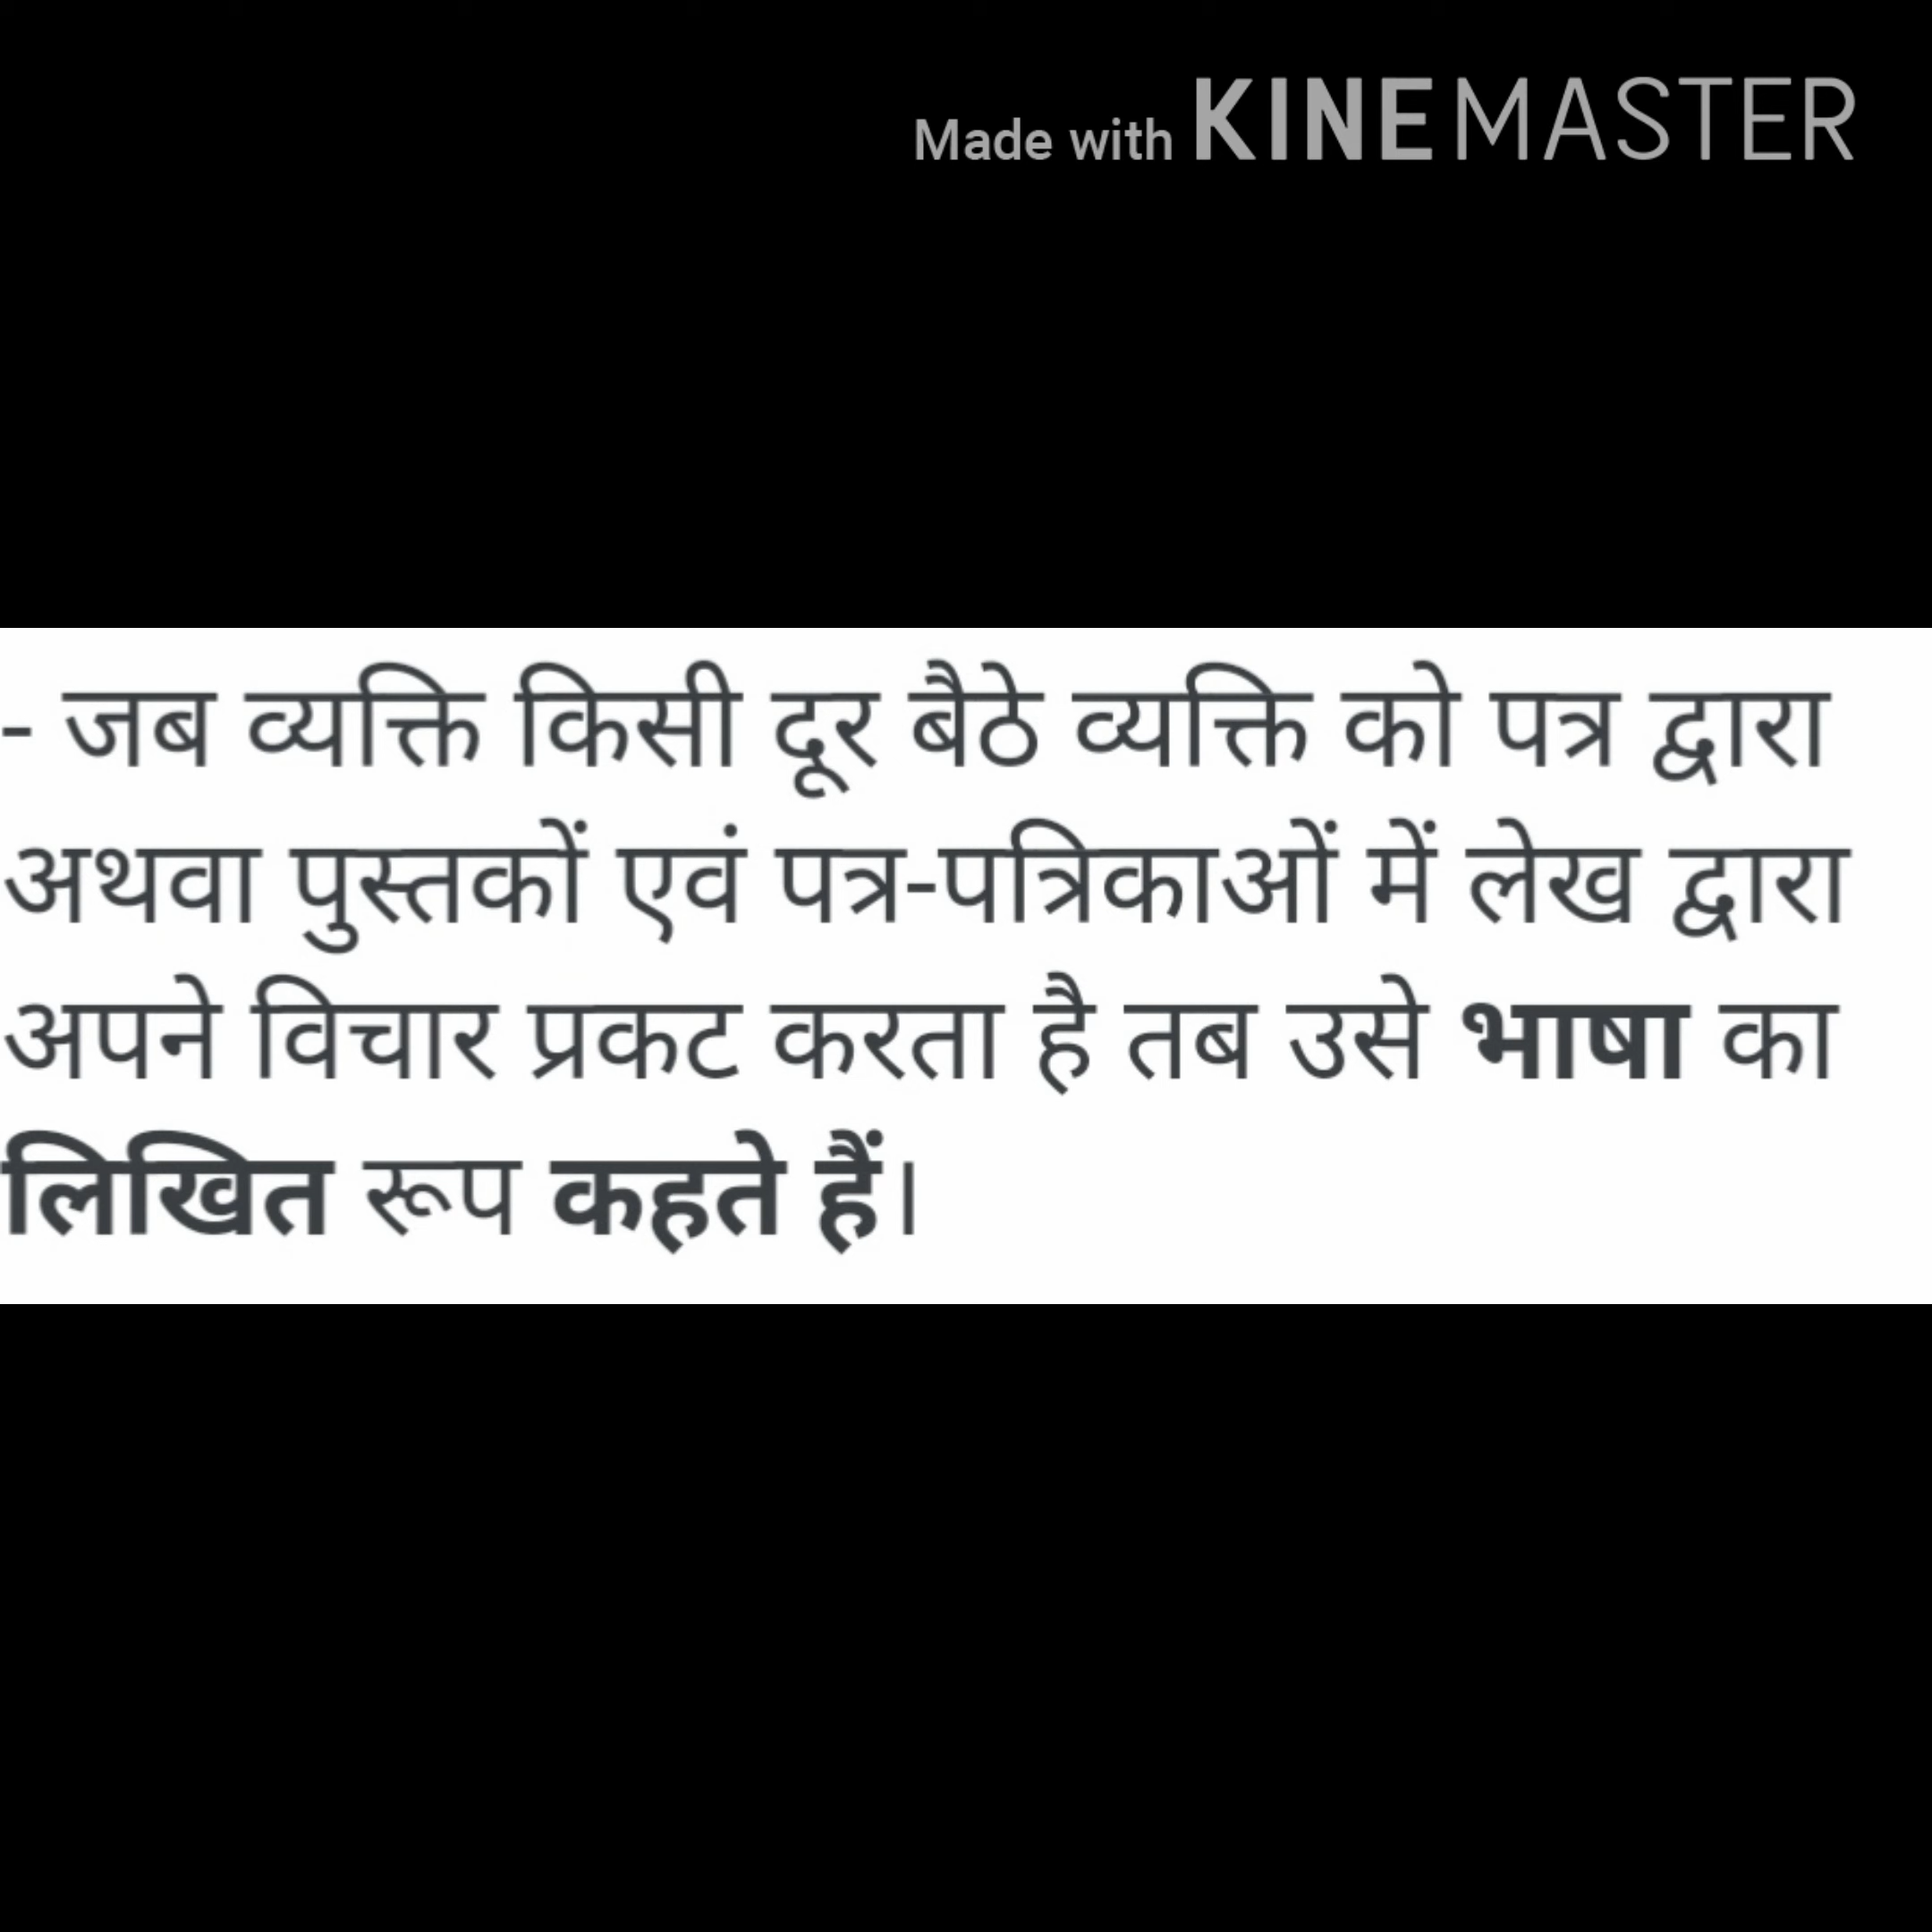 Made with KINEMASTER
- जब व्यक्ति किसी दूर बैठे व्यक्ति को पत्र द्वारा
अथवा पुस्तकों एवं पत्र-पत्रिकाओं में लेख द्वारा
अपने विचार प्रकट करता है तब उसे भाषा का
लिखित रूप कहते हैं।